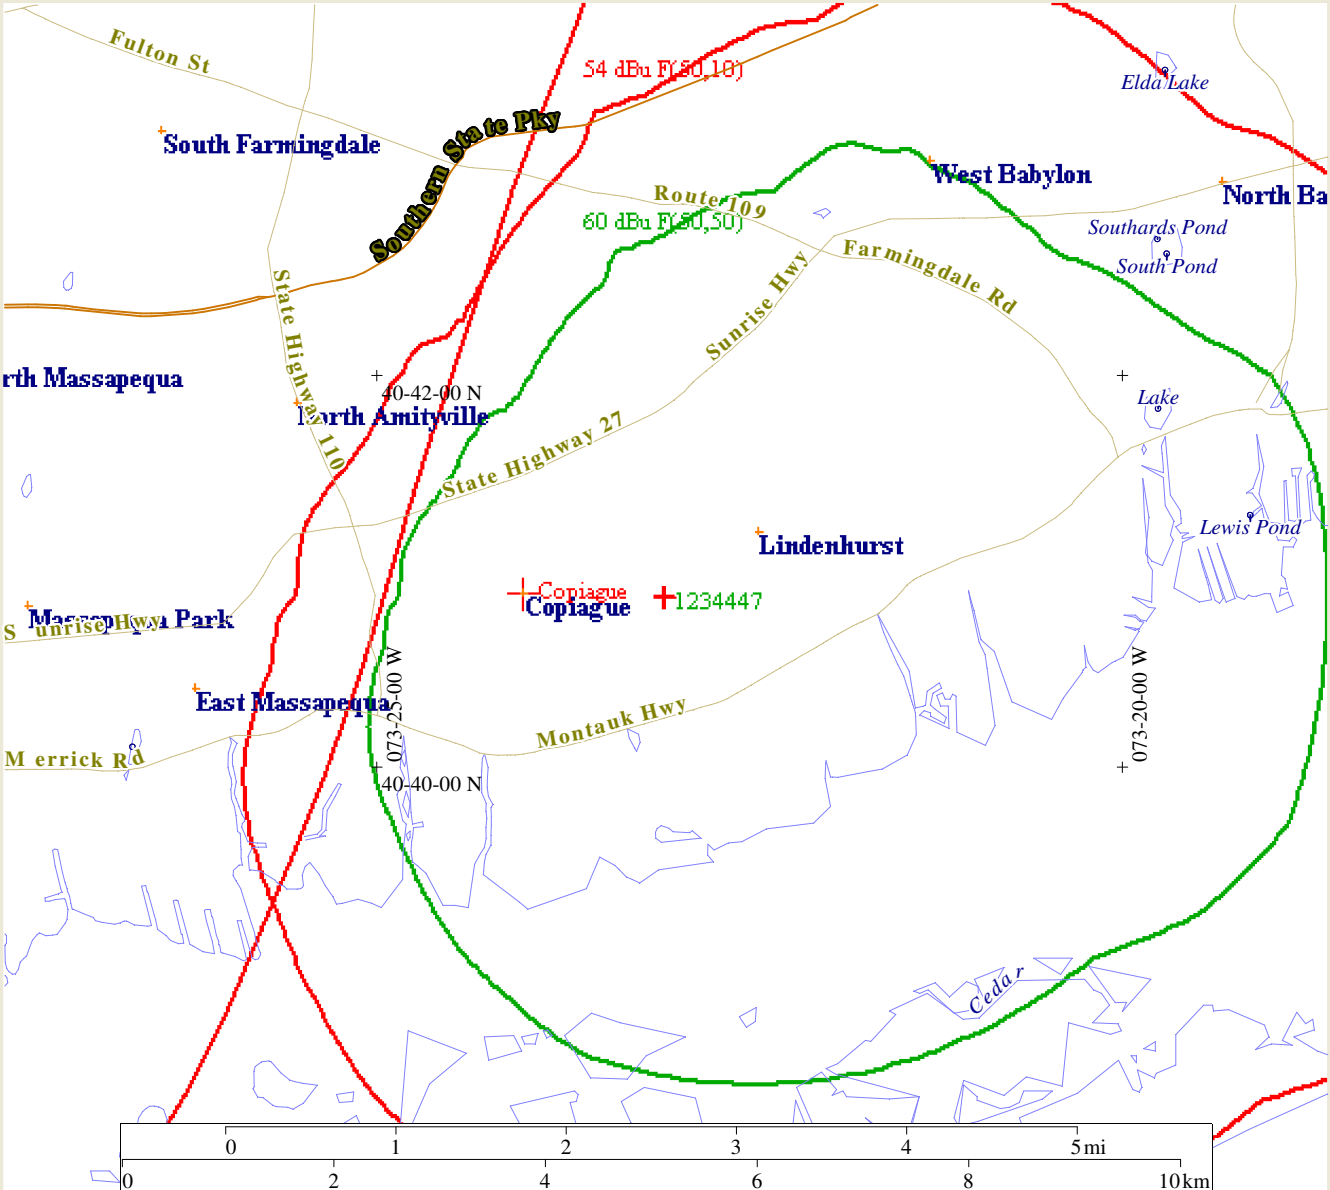 Fulton St
54 dBu F(50,10)
Elda Lake
Southern State Pky
South Farmingdale
West Babylon
North Ba
Route 109
60 dBu F(50,50)
Southards Pond
South Pond
Farmingdale Rd
Sunrise Hwy
State Highway 110
rth Massapequa
40-42-00 N
North Amityville
Lake
State Highway 27
Lewis Pond
Lindenhurst
Copiague
Copiague
1234447
Massapequa Park
S unrise Hwy
073-25-00 W
073-20-00 W
East Massapequa
Montauk Hwy
M errick Rd
40-40-00 N
Cedar
0 1 2 3 4 5 mi
0 2 4 6 8 10 km